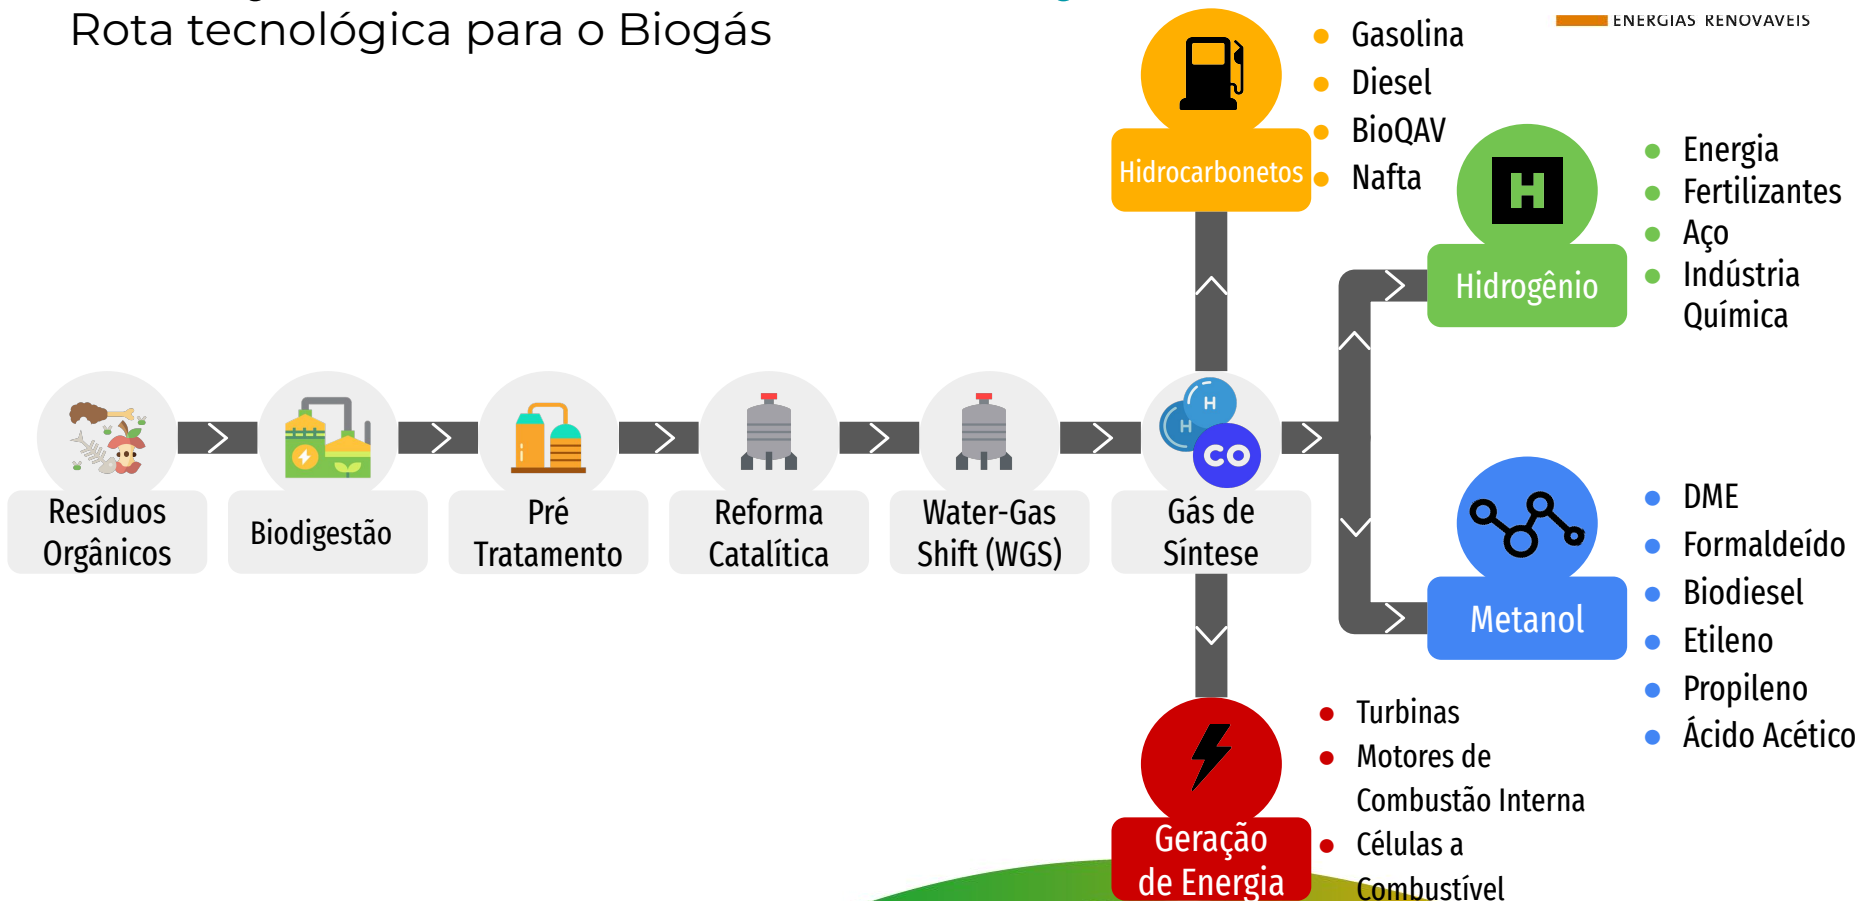 Rota tecnológica para o Biogás
ENERGIAS RENOVÁVEIS
Gasolina
Diesel
BioQAV
Nafta
Hidrocarbonetos
H
Hidrogênio
Energia
Fertilizantes
Aço
Indústria
Química
Resíduos
Orgânicos
Biodigestão
Pré
Tratamento
Reforma
Catalítica
Water-Gas
Shift (WGS)
H
H
CO
Gás de
Síntese
Metanol
DME
Formaldeído
Biodiesel
Etileno
Propileno
Ácido Acético
Geração
de Energia
Turbinas
Motores de
Combustão Interna
Células a
Combustível